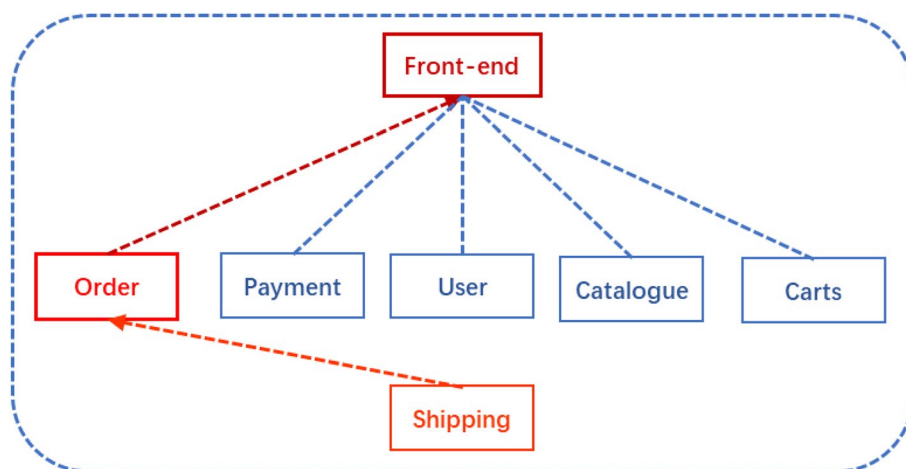 Front-end
Order
Payment
User
Catalogue
Carts
Shipping